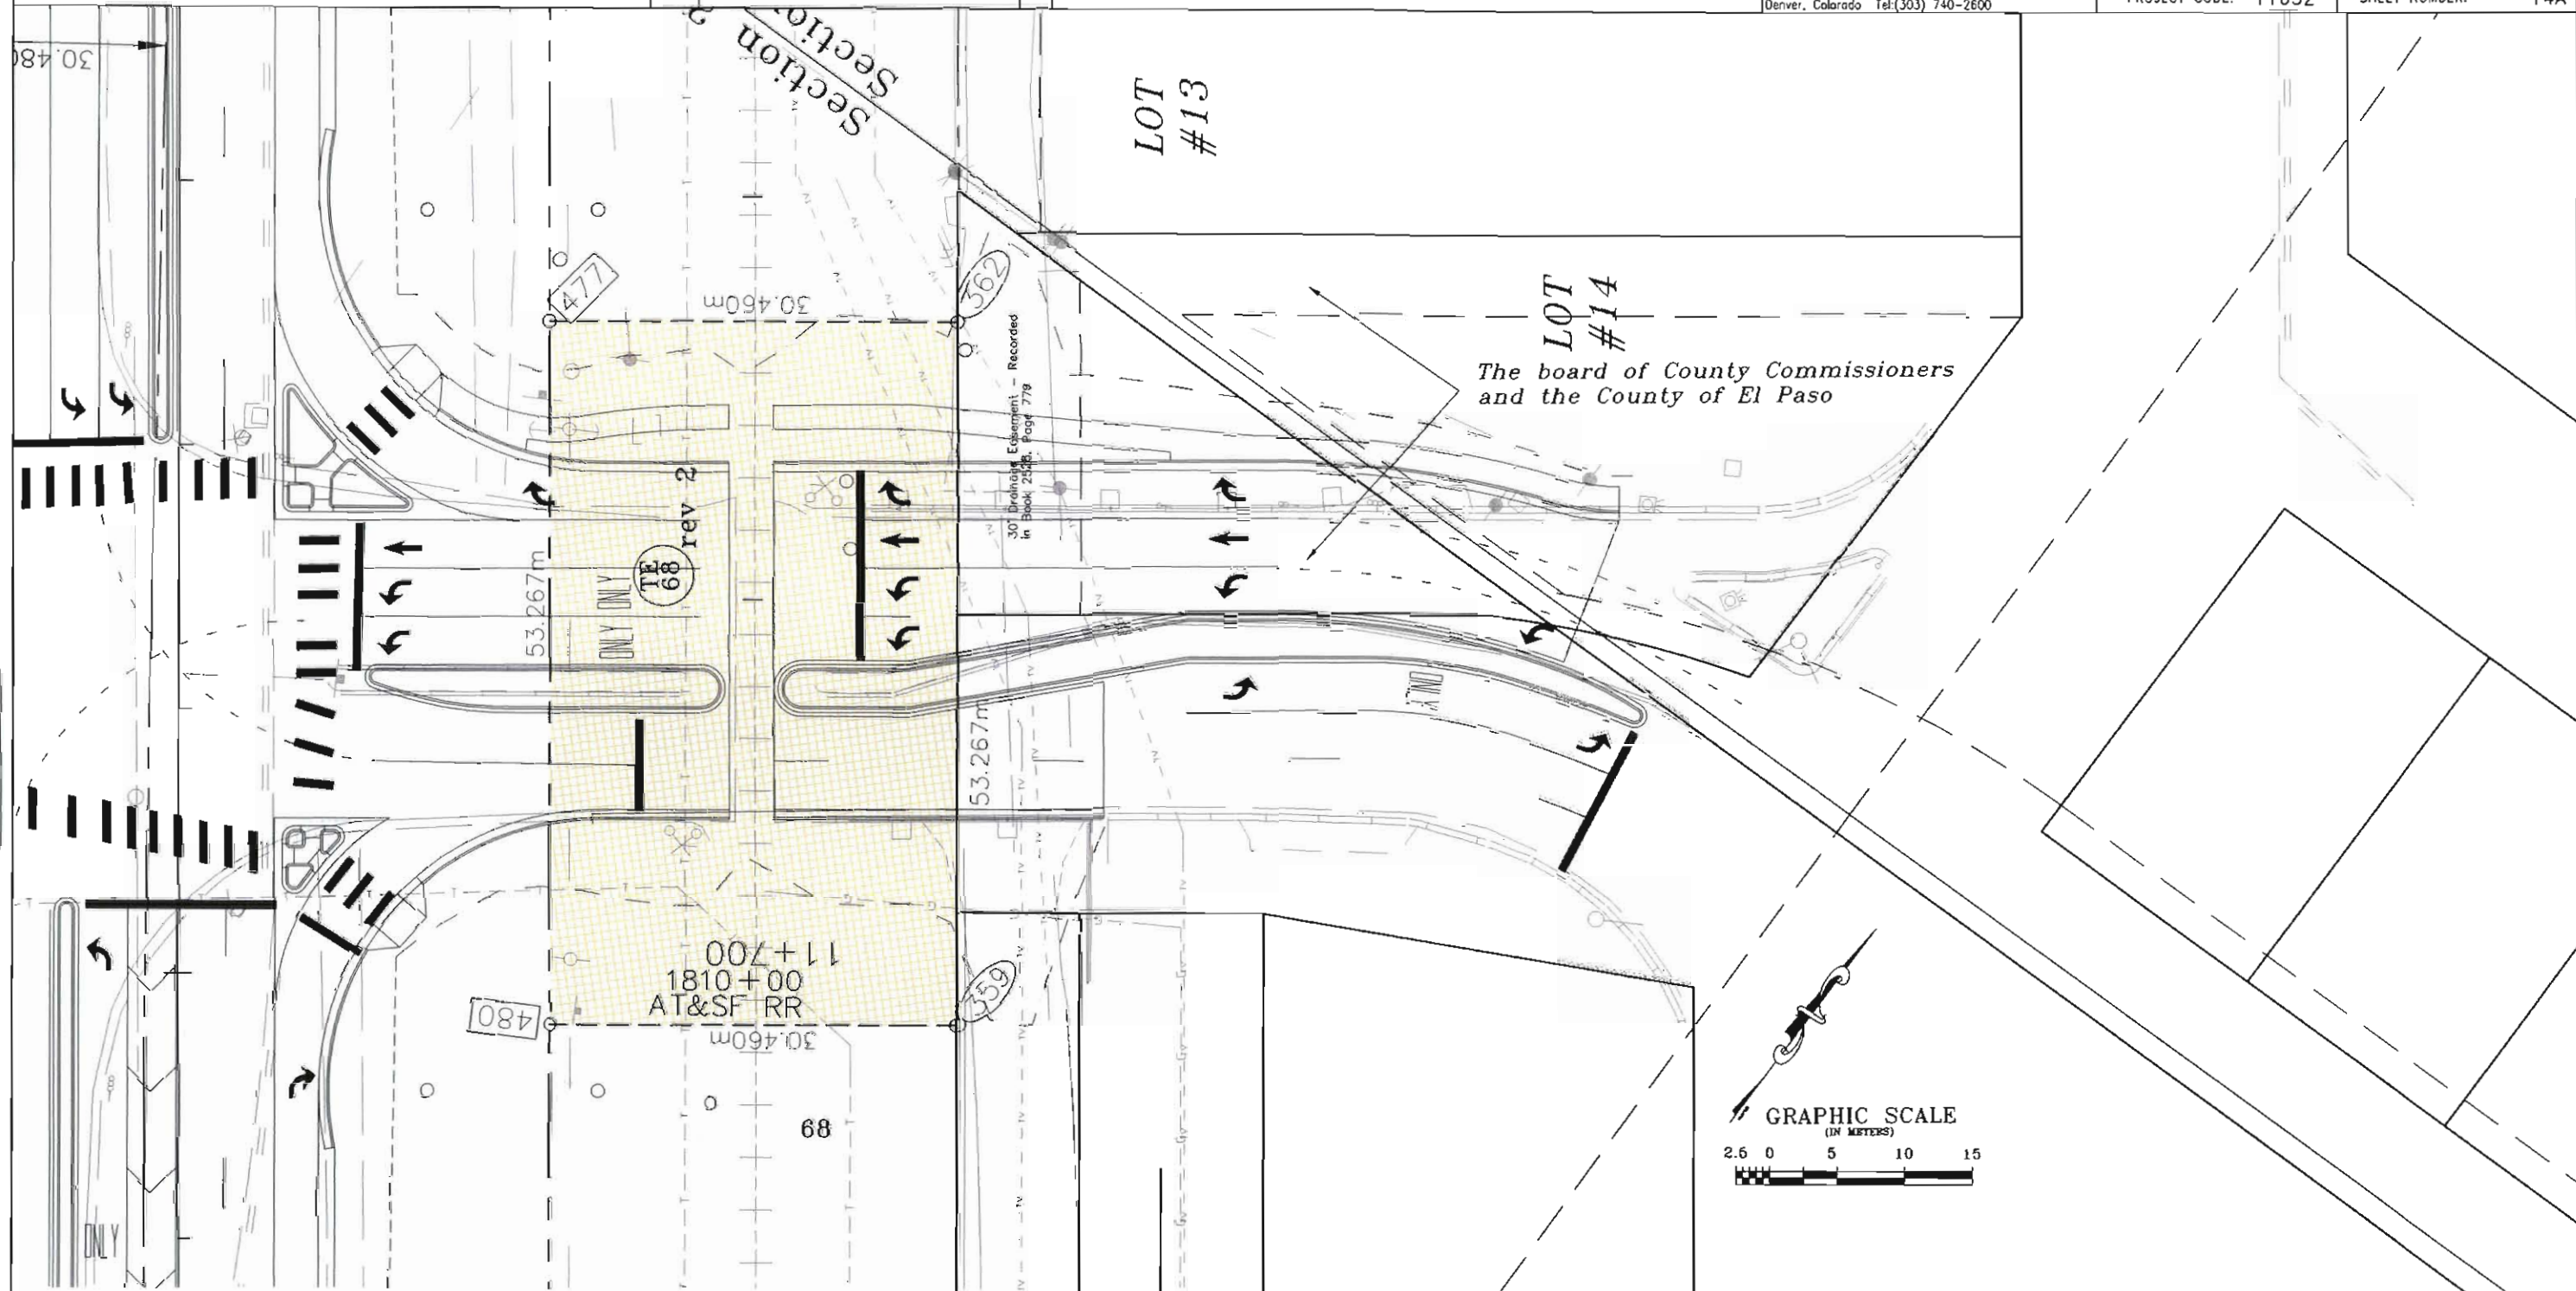 Denver, Colorado Tel:(303) 740-2600
30.480
Section
Section
2
LOT
#13
LOT
#14
The board of County Commissioners
and the County of El Paso
477
362
30.460m
30' Drainage Easement - Recorded
in Book 2528, Page 779
rev 2
TE
68
53.267m
ONLY
ONLY
ONLY
53.267m
11+700
1810+00
AT&SF RR
480
359
30.460m
68
ONLY
GRAPHIC SCALE
(IN METERS)
2.5 0 5 10 15